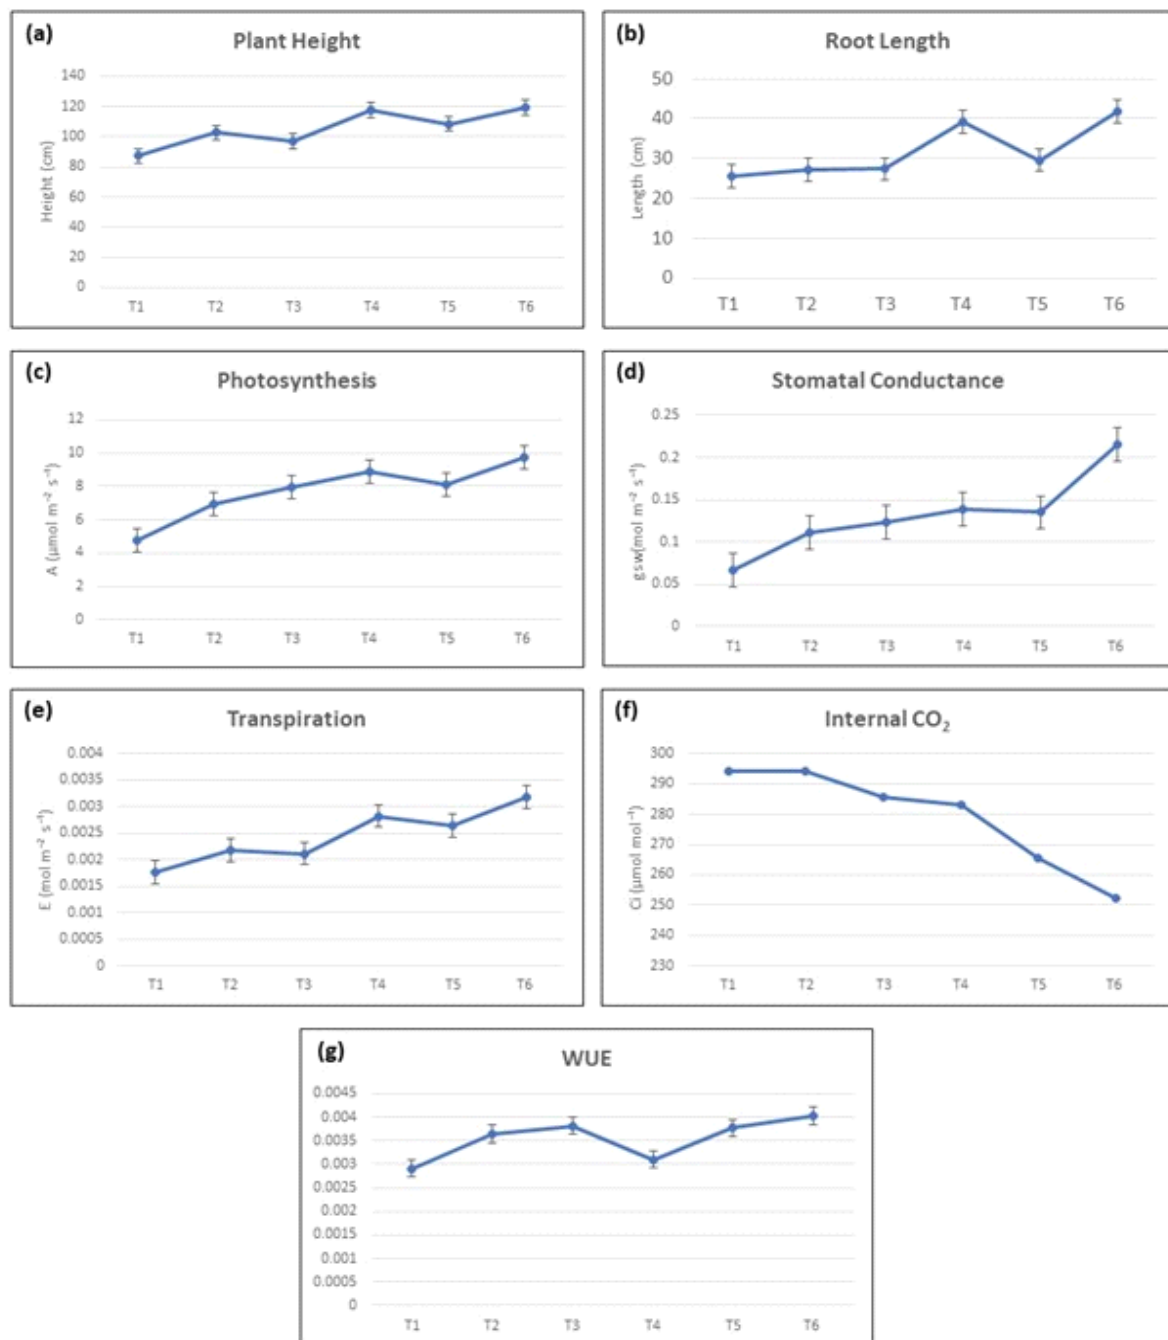 (a)
Plant Height
Height (cm)
140
120
100
80
60
40
20
0
T1 T2 T3 T4 T5 T6
(b)
Root Length
Length (cm)
50
40
30
20
10
0
T1 T2 T3 T4 T5 T6
(c)
Photosynthesis
A (μmol m⁻² s⁻¹)
12
10
8
6
4
2
0
T1 T2 T3 T4 T5 T6
(d)
Stomatal Conductance
gsw(mol m⁻² s⁻¹)
0.25
0.2
0.15
0.1
0.05
0
T1 T2 T3 T4 T5 T6
(e)
Transpiration
E (mol m⁻² s⁻¹)
0.004
0.0035
0.003
0.0025
0.002
0.0015
0.001
0.0005
0
T1 T2 T3 T4 T5 T6
(f)
Internal CO₂
Ci (μmol mol⁻¹)
300
290
280
270
260
250
240
230
T1 T2 T3 T4 T5 T6
(g)
WUE
0.0045
0.004
0.0035
0.003
0.0025
0.002
0.0015
0.001
0.0005
0
T1 T2 T3 T4 T5 T6